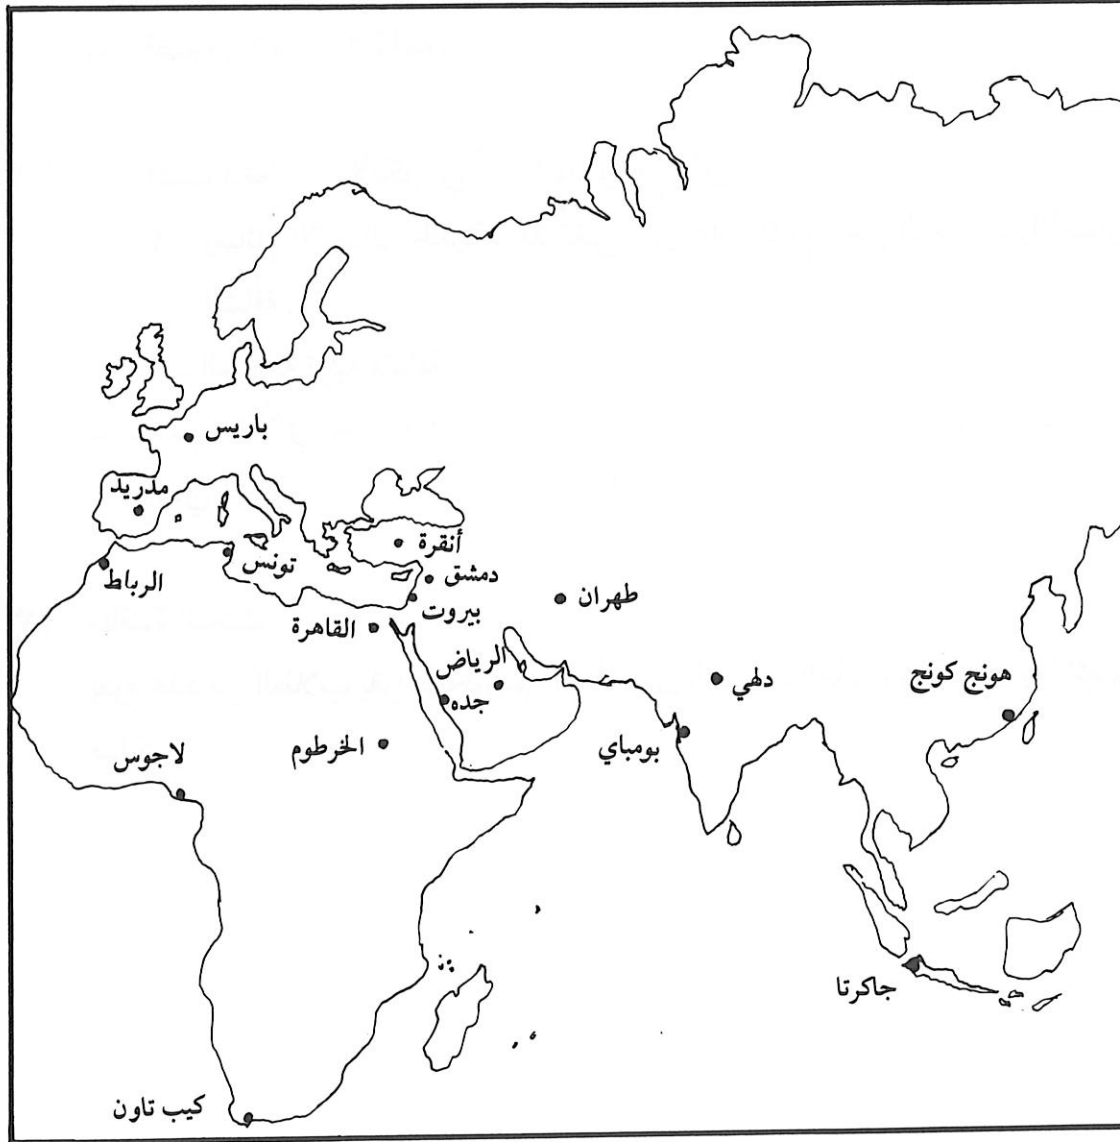 باريس
مدريد
أنقرة
تونس
دمشق
الرباط
طهران
بيروت
القاهرة
الرياض
دلهي
هونج كونج
جده
بومباي
الخرطوم
لاجوس
جاكرتا
كيب تاون